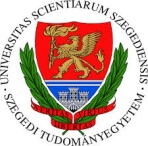 · UNIVERSITAS SCIENTIARUM SZEGEDIENSIS ·
SZEGEDI TUDOMÁNYEGYETEM